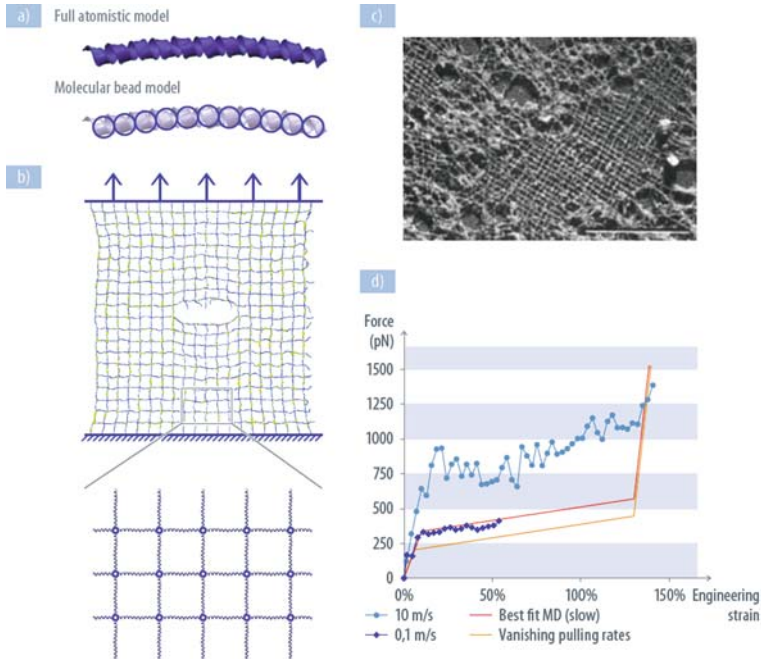 a)
Full atomistic model
Molecular bead model
b)
c)
d)
Force
(pN)
1500
1250
1000
750
500
250
0
0 50% 100% 150% Engineering
strain
10 m/s Best fit MD (slow)
0,1 m/s Vanishing pulling rates